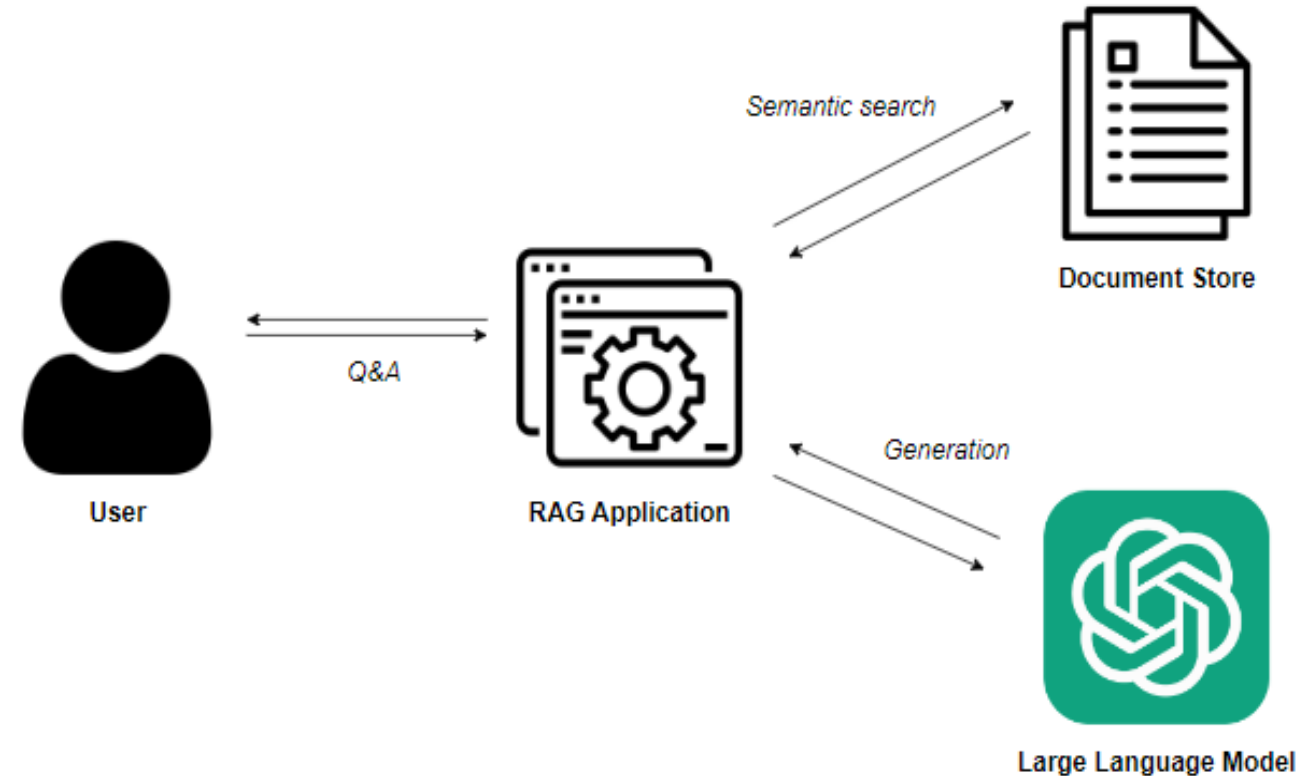 Semantic search
Document Store
Q&A
User
RAG Application
Generation
Large Language Model